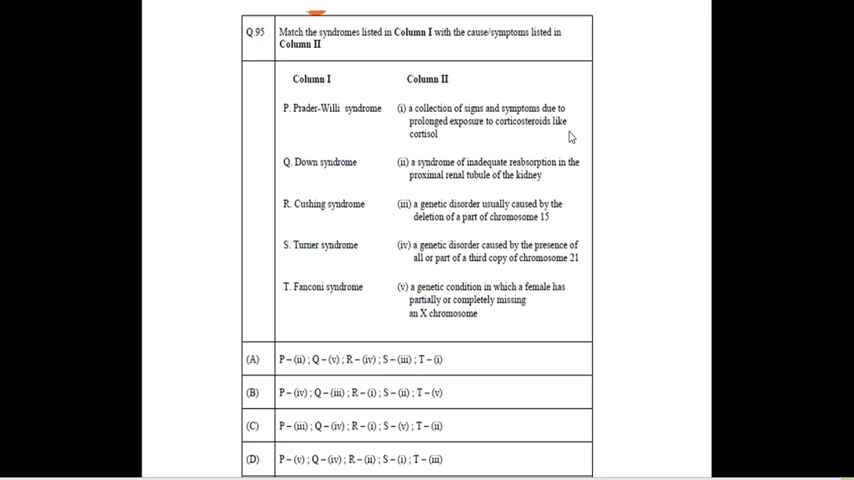 Q.95 Match the syndromes listed in Column I with the cause/symptoms listed in
Column II
Column I Column II
P. Prader-Willi syndrome (i) a collection of signs and symptoms due to
prolonged exposure to corticosteroids like
cortisol
Q. Down syndrome (ii) a syndrome of inadequate reabsorption in the
proximal renal tubule of the kidney
R. Cushing syndrome (iii) a genetic disorder usually caused by the
deletion of a part of chromosome 15
S. Turner syndrome (iv) a genetic disorder caused by the presence of
all or part of a third copy of chromosome 21
T. Fanconi syndrome (v) a genetic condition in which a female has
partially or completely missing
an X chromosome
(A) P – (ii) ; Q – (v) ; R – (iv) ; S – (iii) ; T – (i)
(B) P – (iv) ; Q – (iii) ; R – (i) ; S – (ii) ; T – (v)
(C) P – (iii) ; Q – (iv) ; R – (i) ; S – (v) ; T – (ii)
(D) P – (v) ; Q – (iv) ; R – (ii) ; S – (i) ; T – (iii)